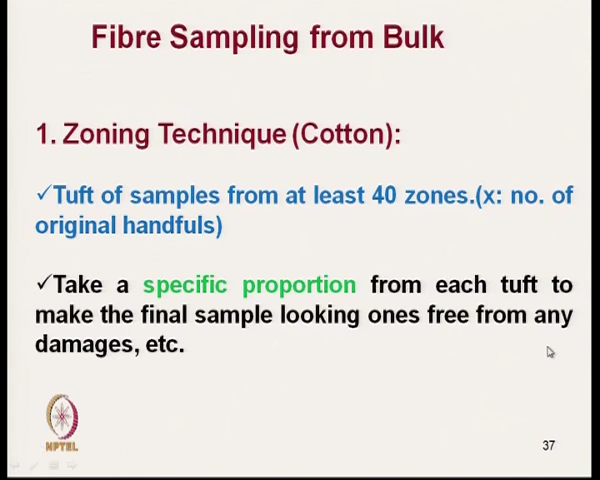 Fibre Sampling from Bulk
1. Zoning Technique (Cotton):
✓Tuft of samples from at least 40 zones.(x: no. of
original handfuls)
✓Take a specific proportion from each tuft to
make the final sample looking ones free from any
damages, etc.
NPTEL
37